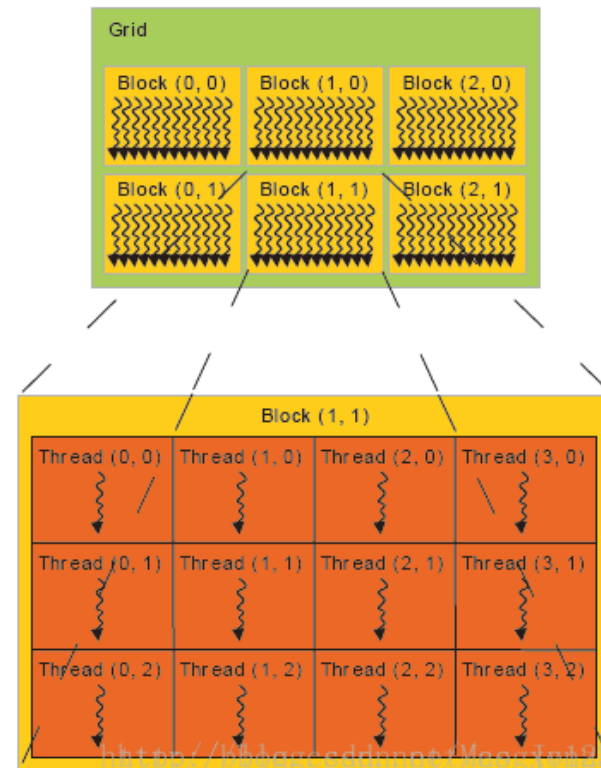 Grid
Block (0, 0) Block (1, 0) Block (2, 0)
Block (0, 1) Block (1, 1) Block (2, 1)
Block (1, 1)
Thread (0, 0) Thread (1, 0) Thread (2, 0) Thread (3, 0)
Thread (0, 1) Thread (1, 1) Thread (2, 1) Thread (3, 1)
Thread (0, 2) Thread (1, 2) Thread (2, 2) Thread (3, 2)